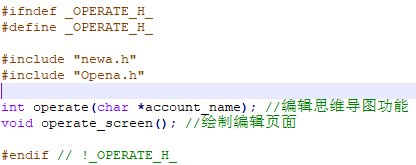 #ifndef _OPERATE_H_
#define _OPERATE_H_
#include "newa.h"
#include "Opena.h"
int operate(char *account_name); //编辑思维导图功能
void operate_screen(); //绘制编辑页面
#endif // !_OPERATE_H_